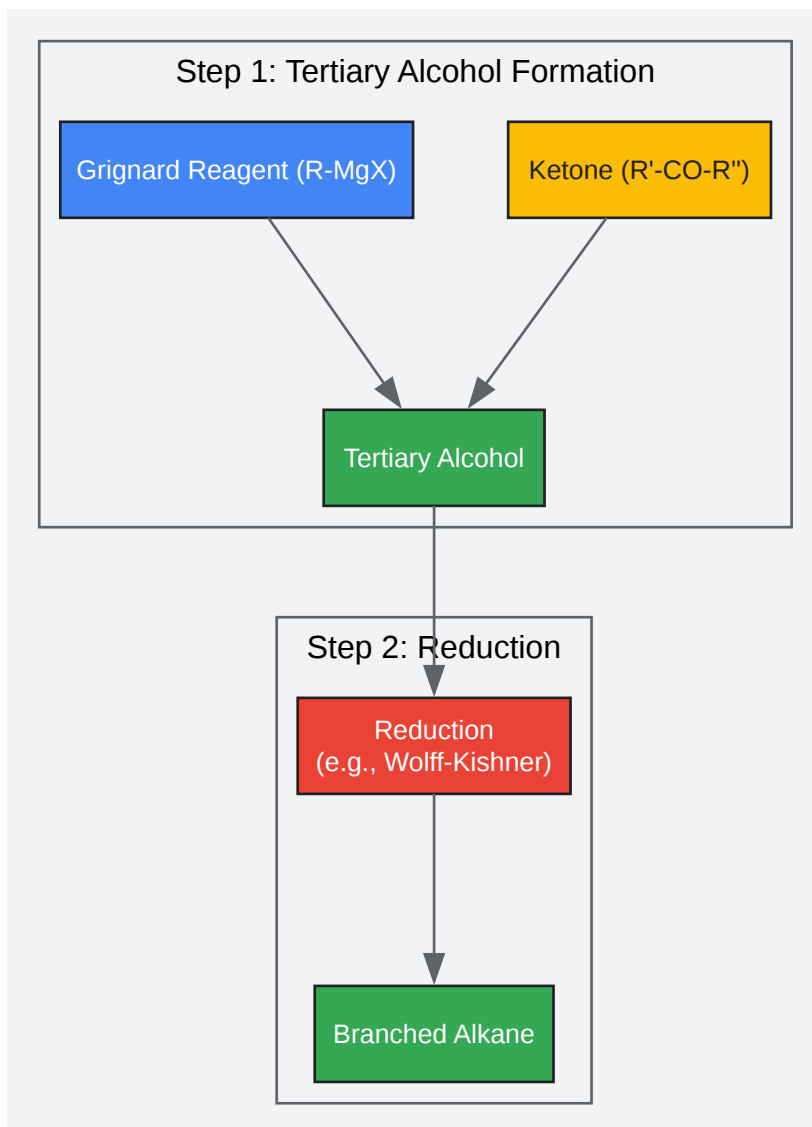 Step 1: Tertiary Alcohol Formation
Grignard Reagent (R-MgX)
Ketone (R'-CO-R'')
Tertiary Alcohol
Step 2: Reduction
Reduction
(e.g., Wolff-Kishner)
Branched Alkane